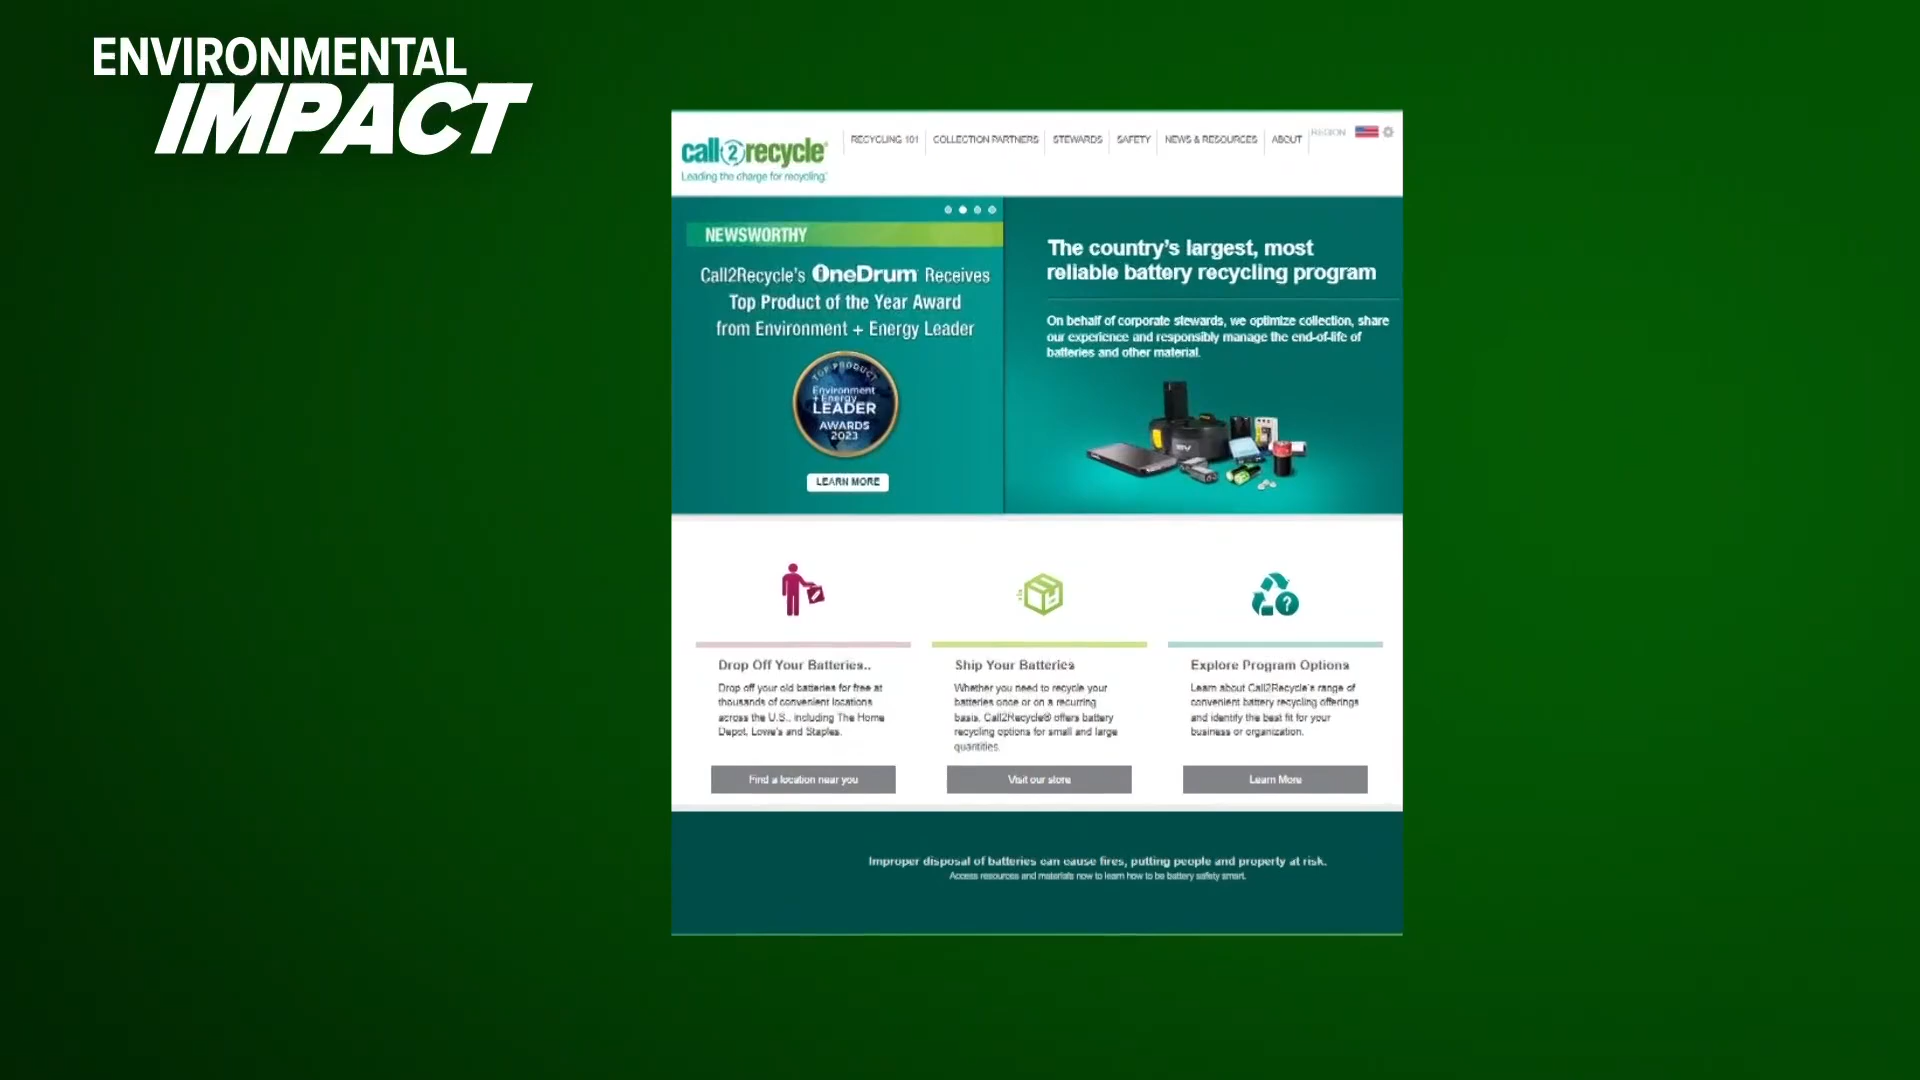 ENVIRONMENTAL
IMPACT
call2recycle®
Leading the charge for recycling.
RECYCLING 101
COLLECTION PARTNERS
STEWARDS
SAFETY
NEWS & RESOURCES
ABOUT
REGION
NEWSWORTHY
Call2Recycle's OneDrum Receives
Top Product of the Year Award
from Environment + Energy Leader
TOP PRODUCT
Environment
+ Energy
LEADER
AWARDS
2023
LEARN MORE
The country's largest, most
reliable battery recycling program
On behalf of corporate stewards, we optimize collection, share
our experience and responsibly manage the end-of-life of
batteries and other material.
Drop Off Your Batteries..
Drop off your old batteries for free at
thousands of convenient locations
across the U.S., including The Home
Depot, Lowe's and Staples.
Find a location near you
Ship Your Batteries
Whether you need to recycle your
batteries once or on a recurring
basis, Call2Recycle® offers battery
recycling options for small and large
quantities.
Visit our store
Explore Program Options
Learn about Call2Recycle's range of
convenient battery recycling offerings
and identify the best fit for your
business or organization.
Learn More
Improper disposal of batteries can cause fires, putting people and property at risk.
Access resources and materials now to learn how to be battery safety smart.